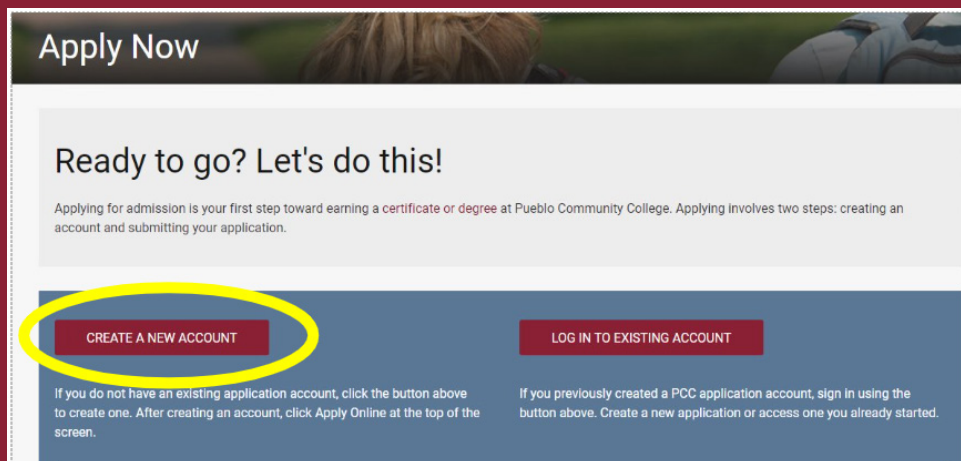 Apply Now
Ready to go? Let's do this!
Applying for admission is your first step toward earning a certificate or degree at Pueblo Community College. Applying involves two steps: creating an
account and submitting your application.
CREATE A NEW ACCOUNT
If you do not have an existing application account, click the button above
to create one. After creating an account, click Apply Online at the top of the
screen.
LOG IN TO EXISTING ACCOUNT
If you previously created a PCC application account, sign in using the
button above. Create a new application or access one you already started.